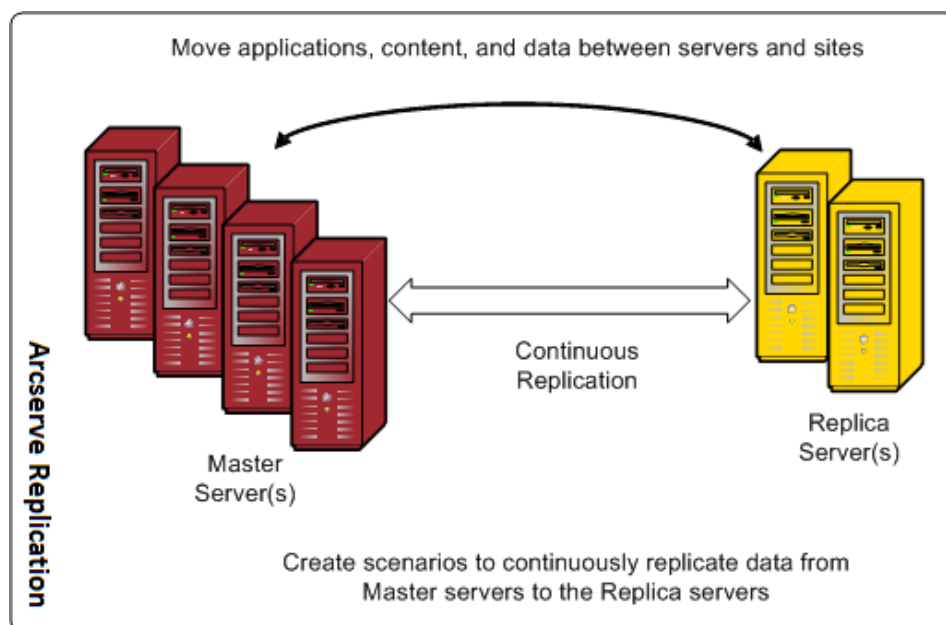 Move applications, content, and data between servers and sites
Continuous
Replication
Master
Server(s)
Replica
Server(s)
Arcserve Replication
Create scenarios to continuously replicate data from
Master servers to the Replica servers